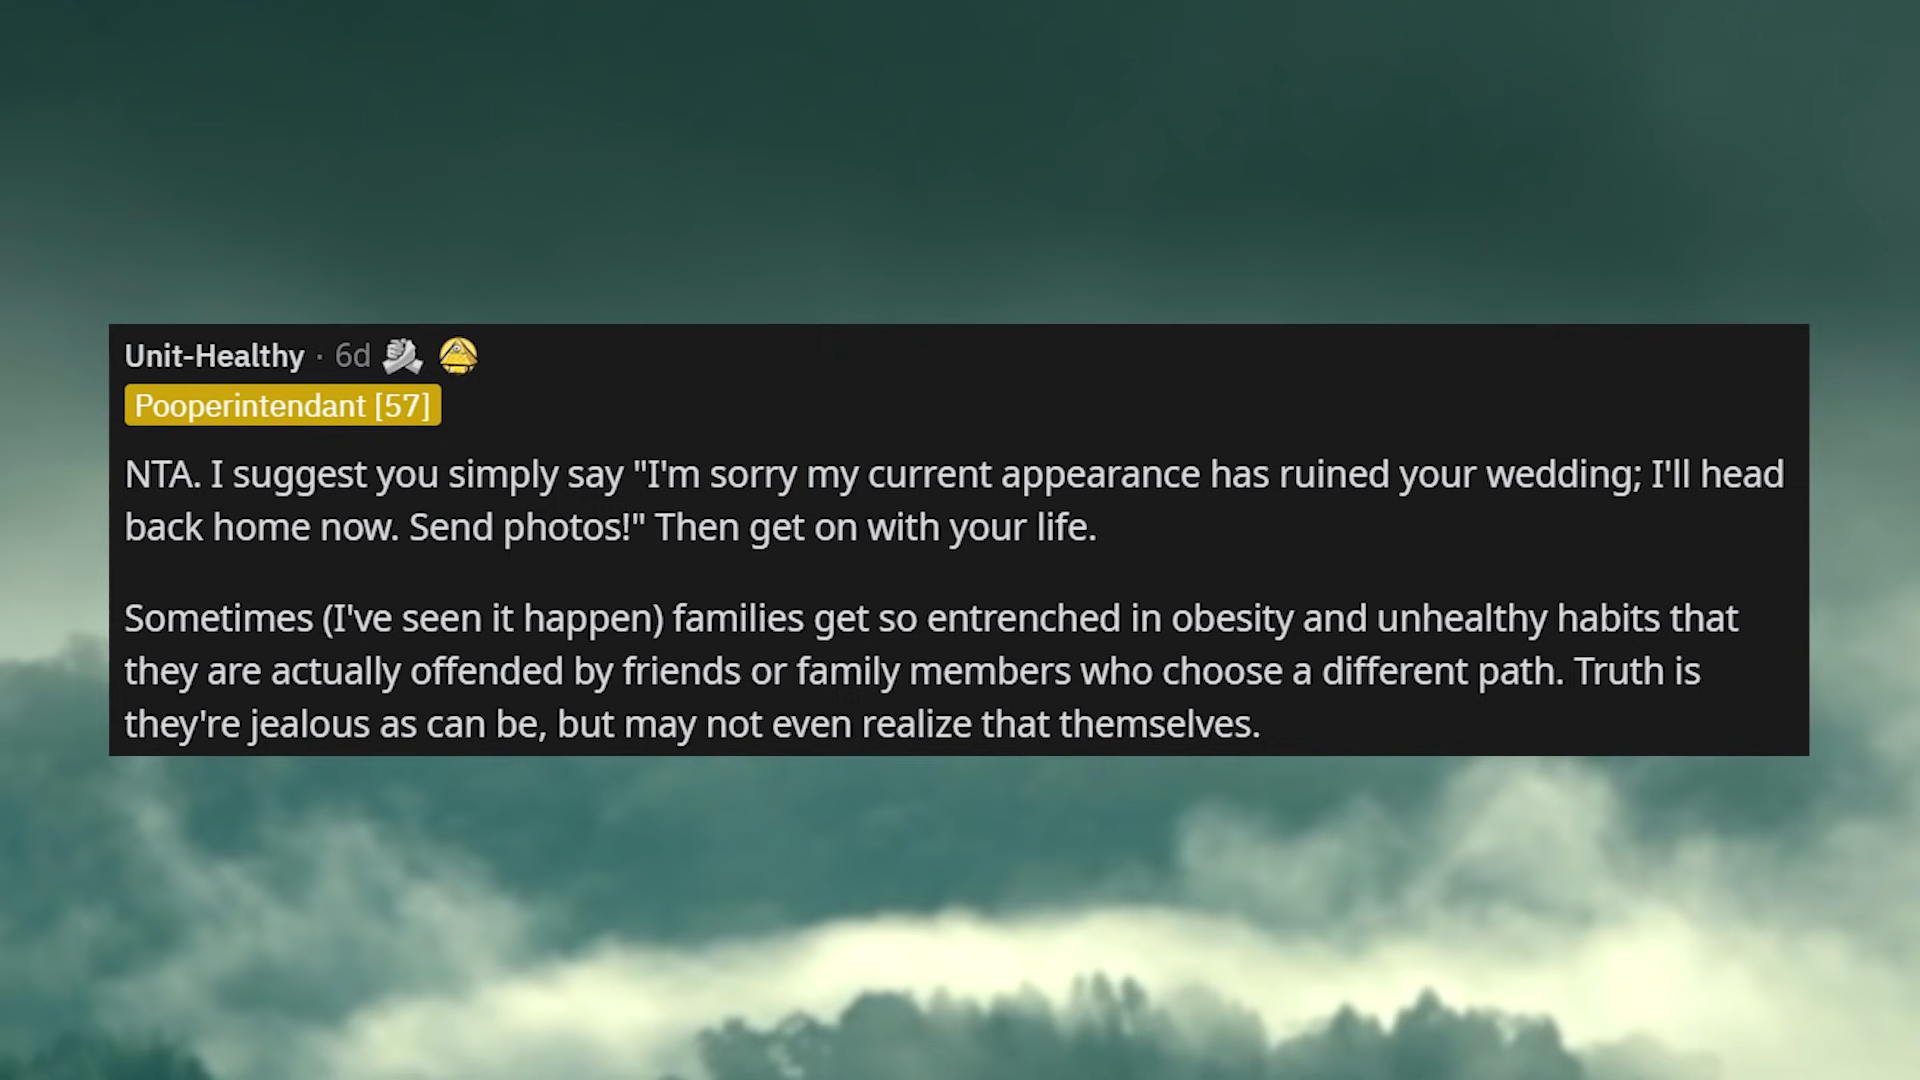 Unit-Healthy · 6d
Pooperintendant [57]
NTA. I suggest you simply say "I'm sorry my current appearance has ruined your wedding; I'll head
back home now. Send photos!" Then get on with your life.
Sometimes (I've seen it happen) families get so entrenched in obesity and unhealthy habits that
they are actually offended by friends or family members who choose a different path. Truth is
they're jealous as can be, but may not even realize that themselves.